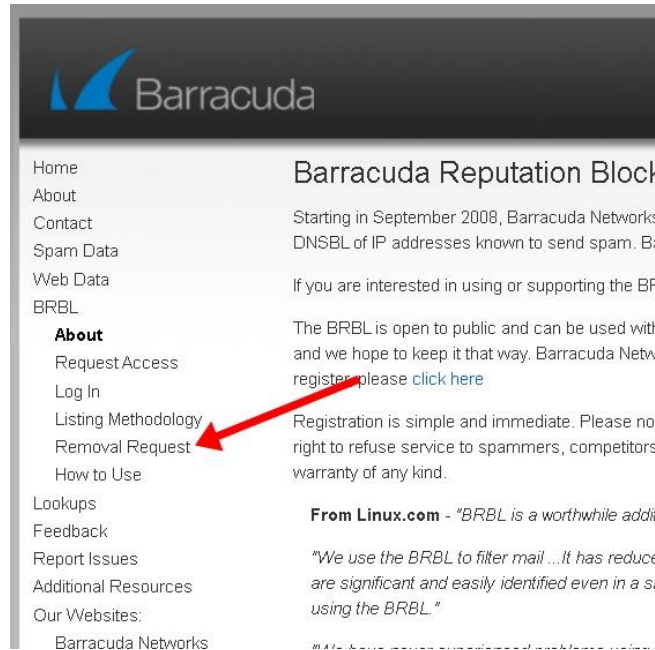 Barracuda
Home
About
Contact
Spam Data
Web Data
BRBL
About
Request Access
Log In
Listing Methodology
Removal Request
How to Use
Lookups
Feedback
Report Issues
Additional Resources
Our Websites:
Barracuda Networks
Barracuda Reputation Block
Starting in September 2008, Barracuda Networks
DNSBL of IP addresses known to send spam.
If you are interested in using or supporting the
The BRBL is open to public and can be used with
and we hope to keep it that way. Barracuda
register please click here
Registration is simple and immediate. Please
right to refuse service to spammers, competitors
warranty of any kind.
From Linux.com - "BRBL is a worthwhile
"We use the BRBL to filter mail ...It has reduce
are significant and easily identified even in a
using the BRBL."